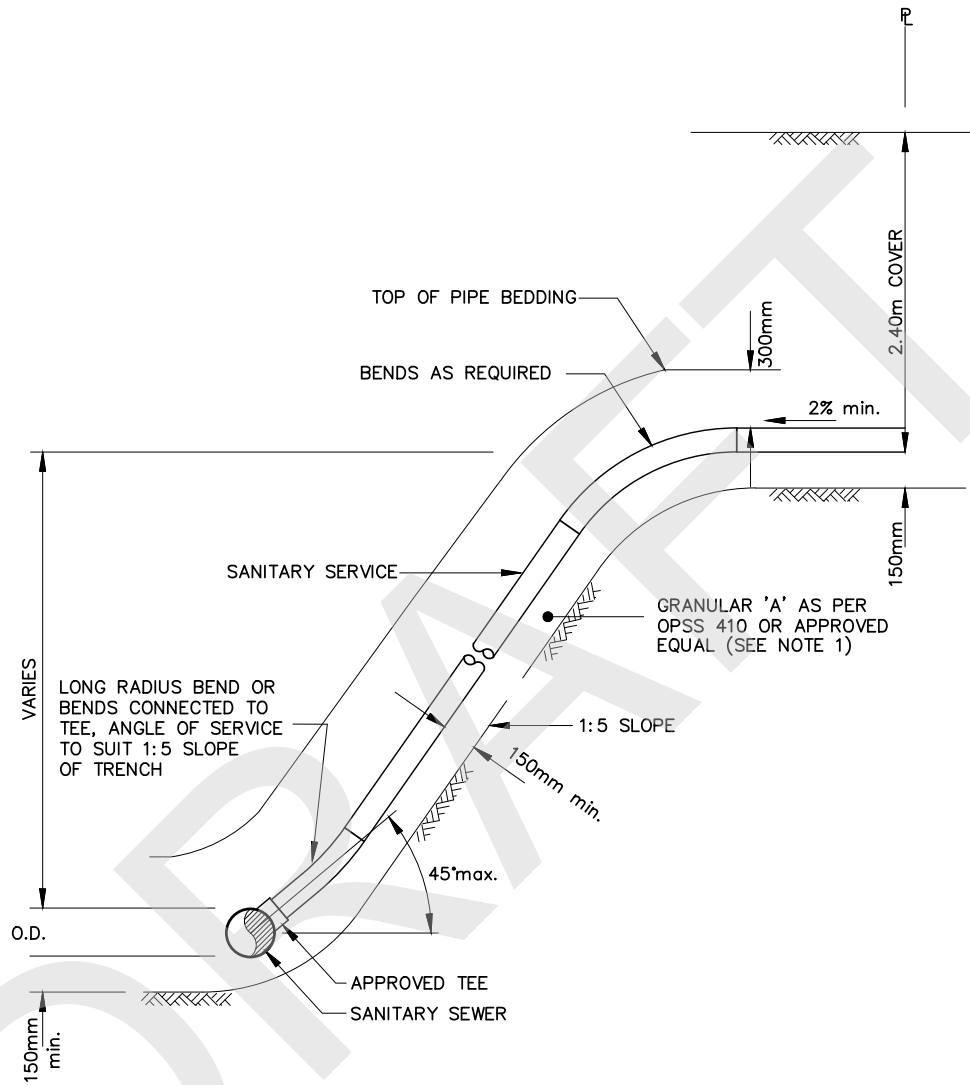 PL
2.40m COVER
TOP OF PIPE BEDDING
300mm
BENDS AS REQUIRED
2% min.
SANITARY SERVICE
150mm
GRANULAR 'A' AS PER
OPSS 410 OR APPROVED
EQUAL (SEE NOTE 1)
VARIES
LONG RADIUS BEND OR
BENDS CONNECTED TO
TEE, ANGLE OF SERVICE
TO SUIT 1:5 SLOPE
OF TRENCH
1:5 SLOPE
150mm min.
45°max.
O.D.
APPROVED TEE
SANITARY SEWER
150mm
min.
DRAFT